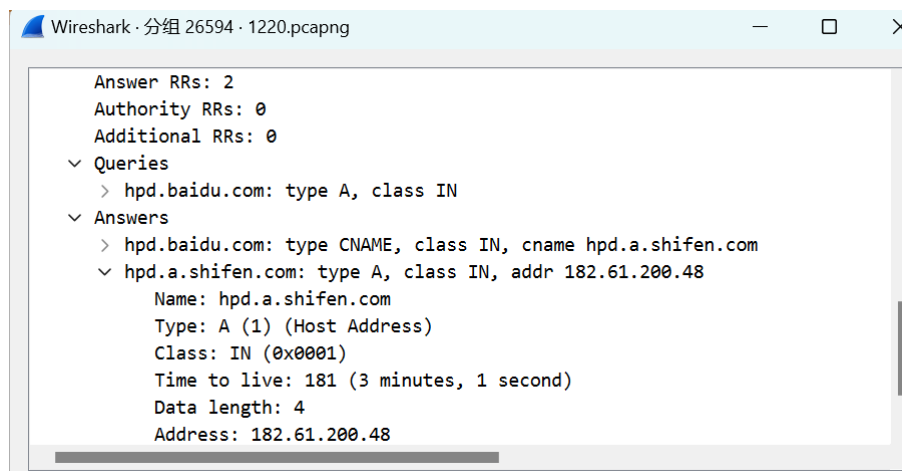 Wireshark · 分组 26594 · 1220.pcapng
Answer RRs: 2
Authority RRs: 0
Additional RRs: 0
Queries
hpd.baidu.com: type A, class IN
Answers
hpd.baidu.com: type CNAME, class IN, cname hpd.a.shifen.com
hpd.a.shifen.com: type A, class IN, addr 182.61.200.48
Name: hpd.a.shifen.com
Type: A (1) (Host Address)
Class: IN (0x0001)
Time to live: 181 (3 minutes, 1 second)
Data length: 4
Address: 182.61.200.48